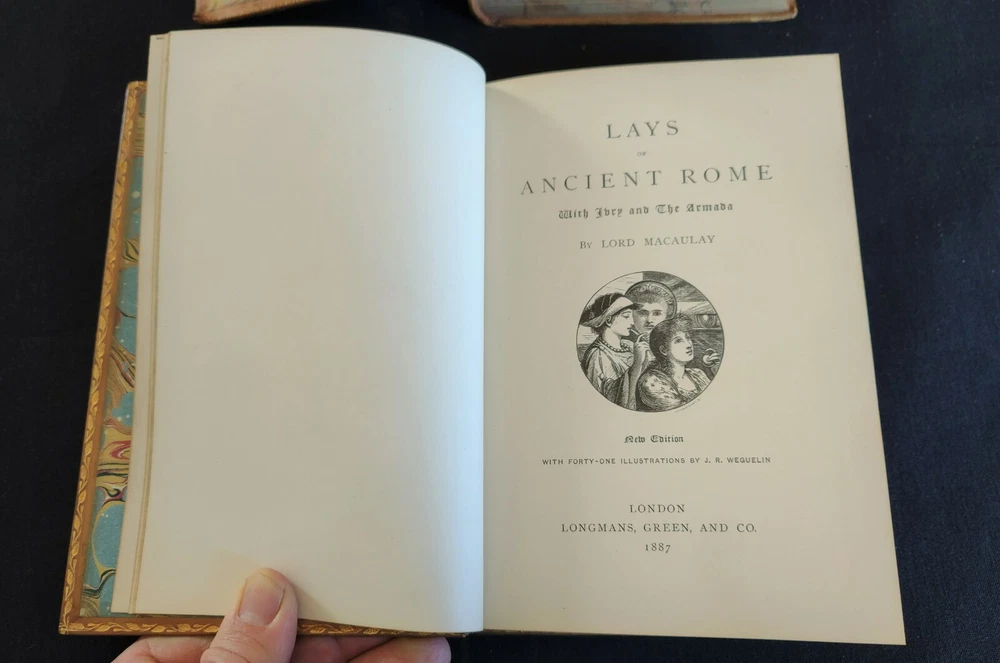 LAYS
OF
ANCIENT ROME
With Ivry and The Armada
By LORD MACAULAY
New Edition
WITH FORTY-ONE ILLUSTRATIONS BY J. R. WEGUELIN
LONDON
LONGMANS, GREEN, AND CO.
1887